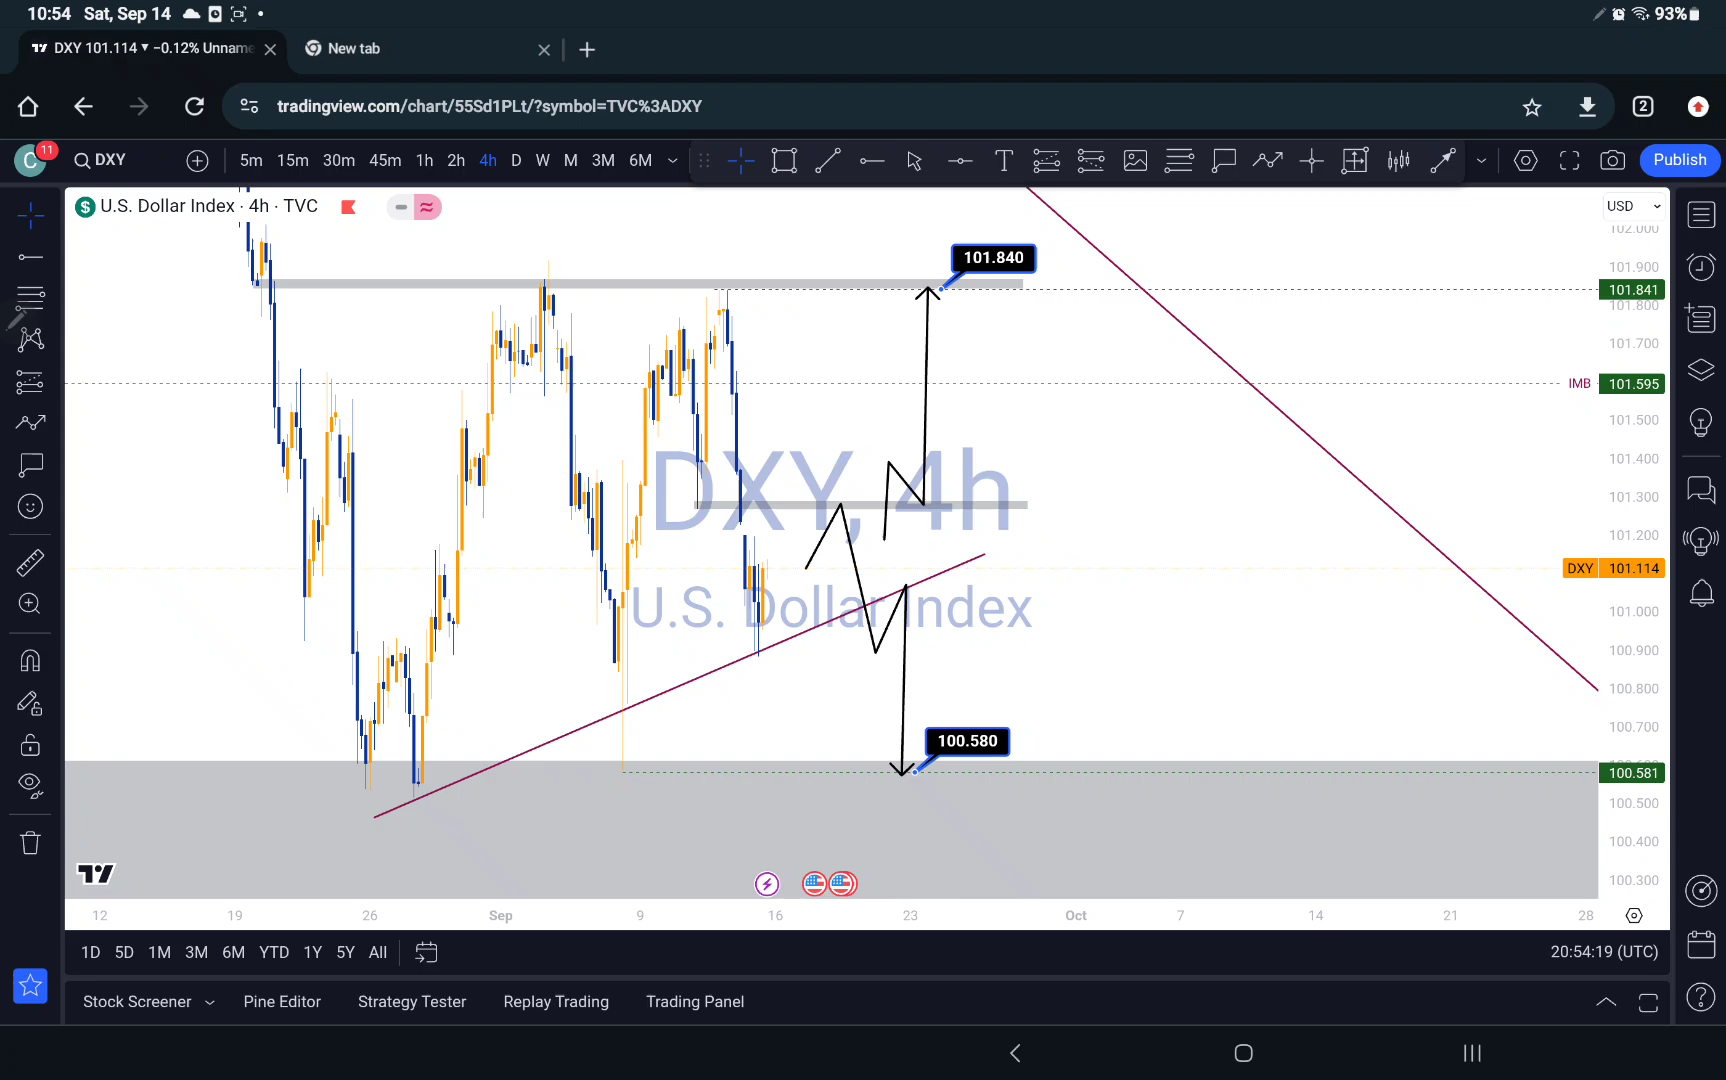 10:54 Sat, Sep 14
93%
DXY 101.114 ▼ −0.12% Unname
New tab
tradingview.com/chart/55Sd1PLt/?symbol=TVC%3ADXY
2
C
11
DXY
5m 15m 30m 45m 1h 2h 4h D W M 3M 6M
Publish
U.S. Dollar Index · 4h · TVC
USD
102.000
101.840
101.900
101.841
101.800
101.700
IMB
101.595
101.500
101.400
DXY, 4h
101.300
101.200
DXY 101.114
U.S. Dollar Index
101.000
100.900
100.800
100.700
100.580
100.581
100.500
100.400
100.300
12 19 26 Sep 9 16 23 Oct 7 14 21 28
1D 5D 1M 3M 6M YTD 1Y 5Y All
20:54:19 (UTC)
Stock Screener Pine Editor Strategy Tester Replay Trading Trading Panel